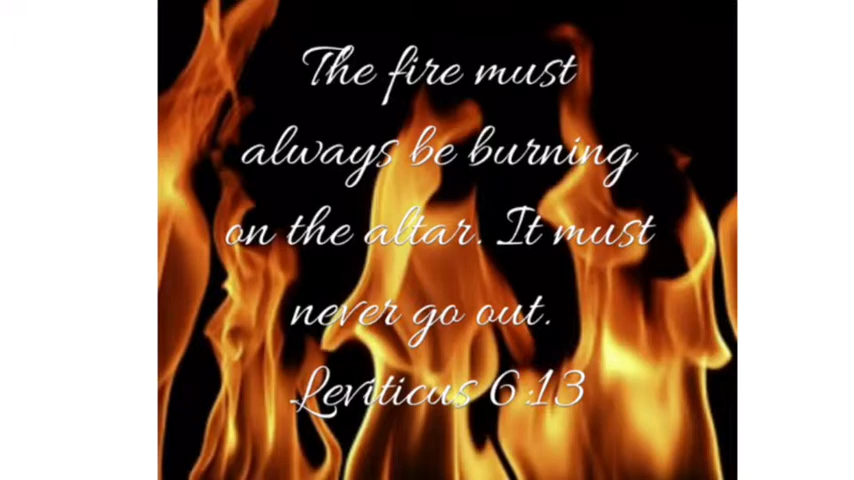 The fire must
always be burning
on the altar. It must
never go out.
Leviticus 6:13